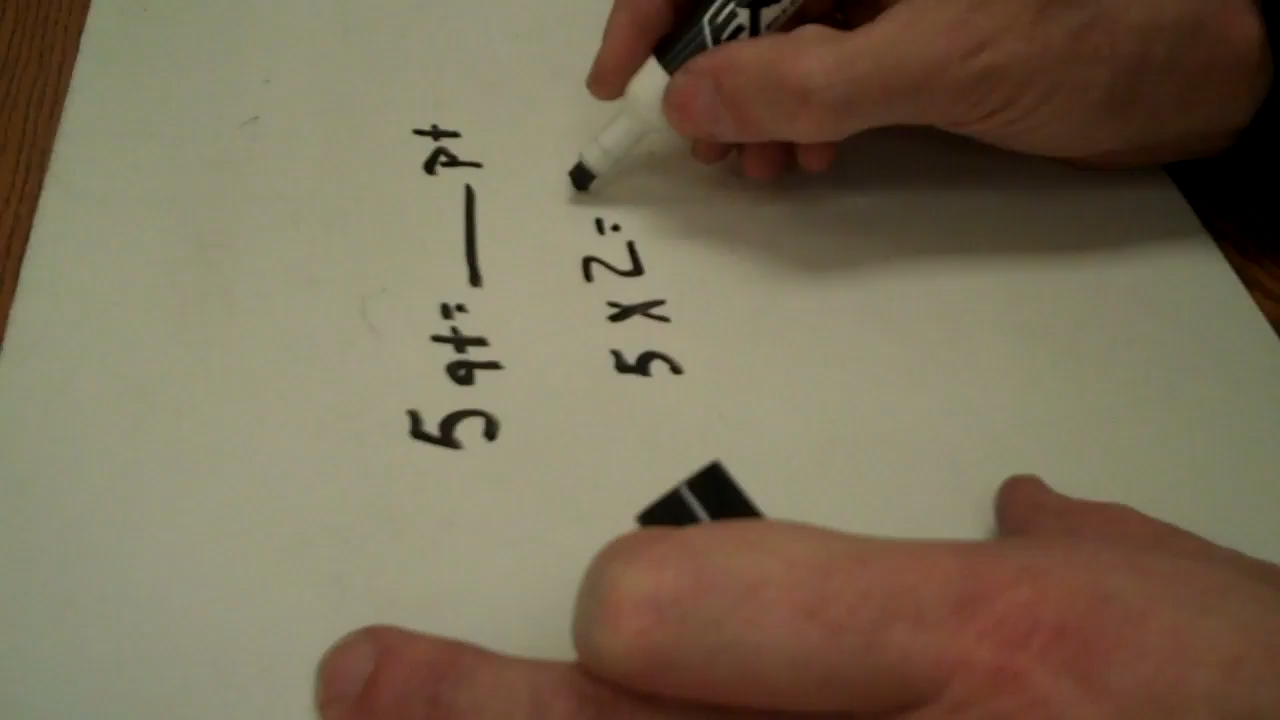 5 qt = ___ pt
5 x 2 =